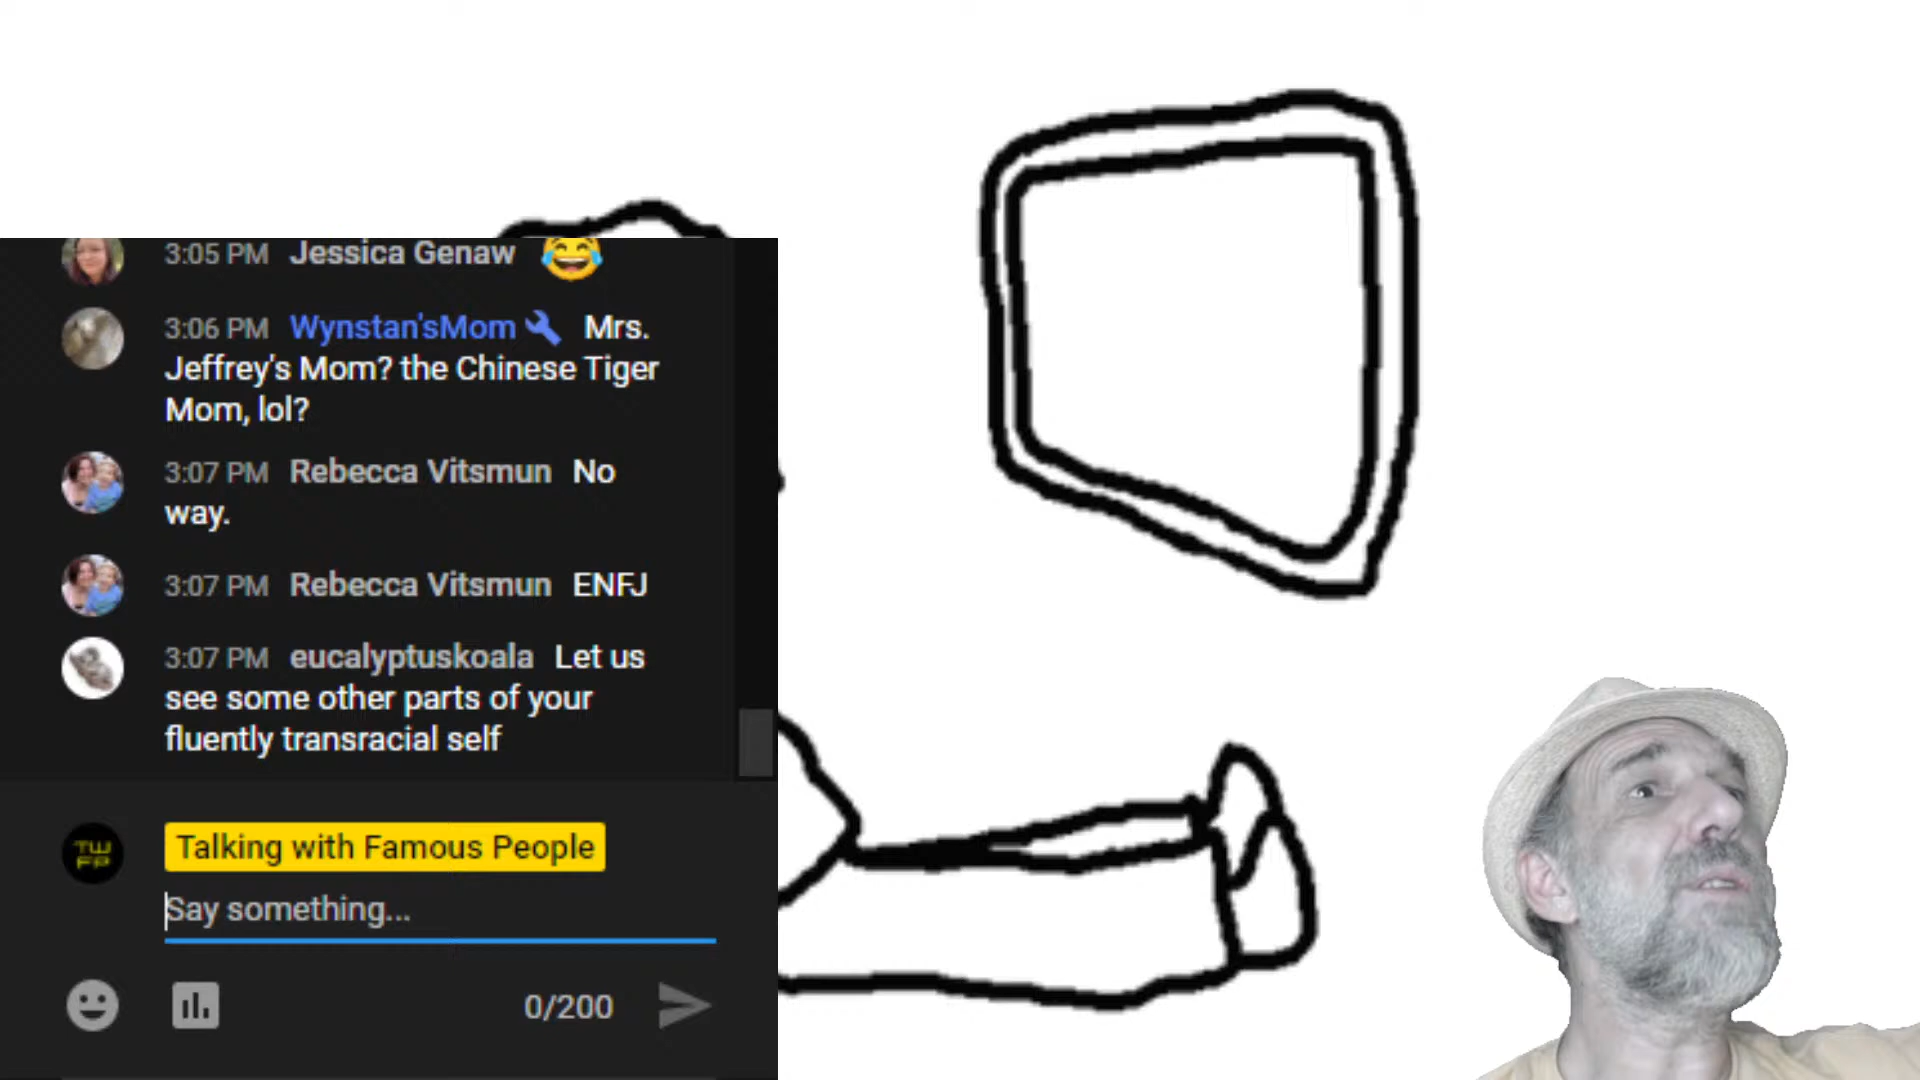 3:05 PM Jessica Genaw
3:06 PM Wynstan'sMom Mrs.
Jeffrey's Mom? the Chinese Tiger
Mom, lol?
3:07 PM Rebecca Vitsmun No
way.
3:07 PM Rebecca Vitsmun ENFJ
3:07 PM eucalyptuskoala Let us
see some other parts of your
fluently transracial self
TW
FP
Talking with Famous People
Say something...
0/200